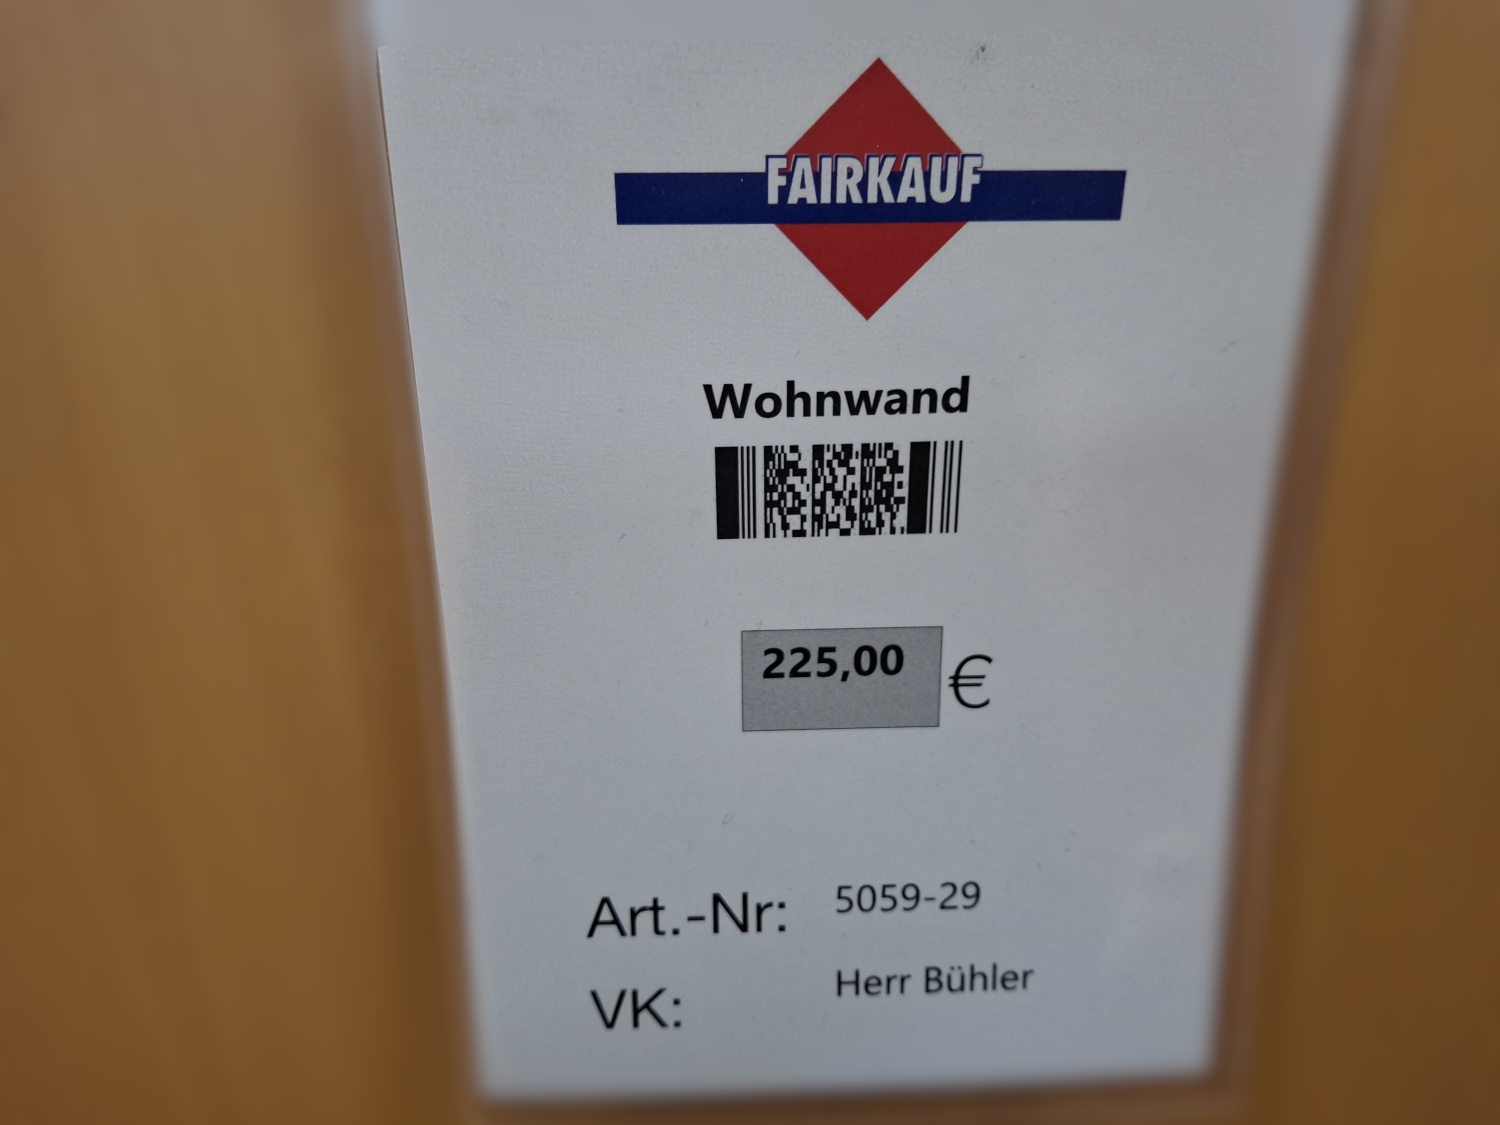 FAIRKAUF
Wohnwand
225,00 €
Art.-Nr: 5059-29
VK: Herr Bühler